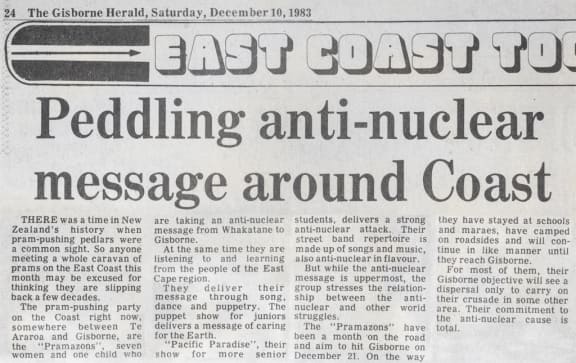 24 The Gisborne Herald, Saturday, December 10, 1983
EAST COAST TO
Peddling anti-nuclear
message around Coast
THERE was a time in New
Zealand's history when
pram-pushing pedlars were
a common sight. So anyone
meeting a whole caravan of
prams on the East Coast this
month may be excused for
thinking they are slipping
back a few decades.
The pram-pushing party
on the Coast right now,
somewhere between Te
Araroa and Gisborne, are
the "Pramazons", seven
women and one child who
are taking an anti-nuclear
message from Whakatane to
Gisborne.
At the same time they are
listening to and learning
from the people of the East
Cape region.
They deliver their
message through song,
dance and puppetry. The
puppet show for juniors
delivers a message of caring
for the Earth.
"Pacific Paradise", their
show for more senior
students, delivers a strong
anti-nuclear attack. Their
street band repertoire is
made up of songs and music,
also anti-nuclear in flavour.
But while the anti-nuclear
message is uppermost, the
group stresses the relation-
ship between the anti-
nuclear and other world
struggles.
The "Pramazons" have
been a month on the road
and aim to hit Gisborne on
December 21. On the way
they have stayed at schools
and maraes, have camped
on roadsides and will con-
tinue in like manner until
they reach Gisborne.
For most of them, their
Gisborne objective will see a
dispersal only to carry on
their crusade in some other
area. Their commitment to
the anti-nuclear cause is
total.